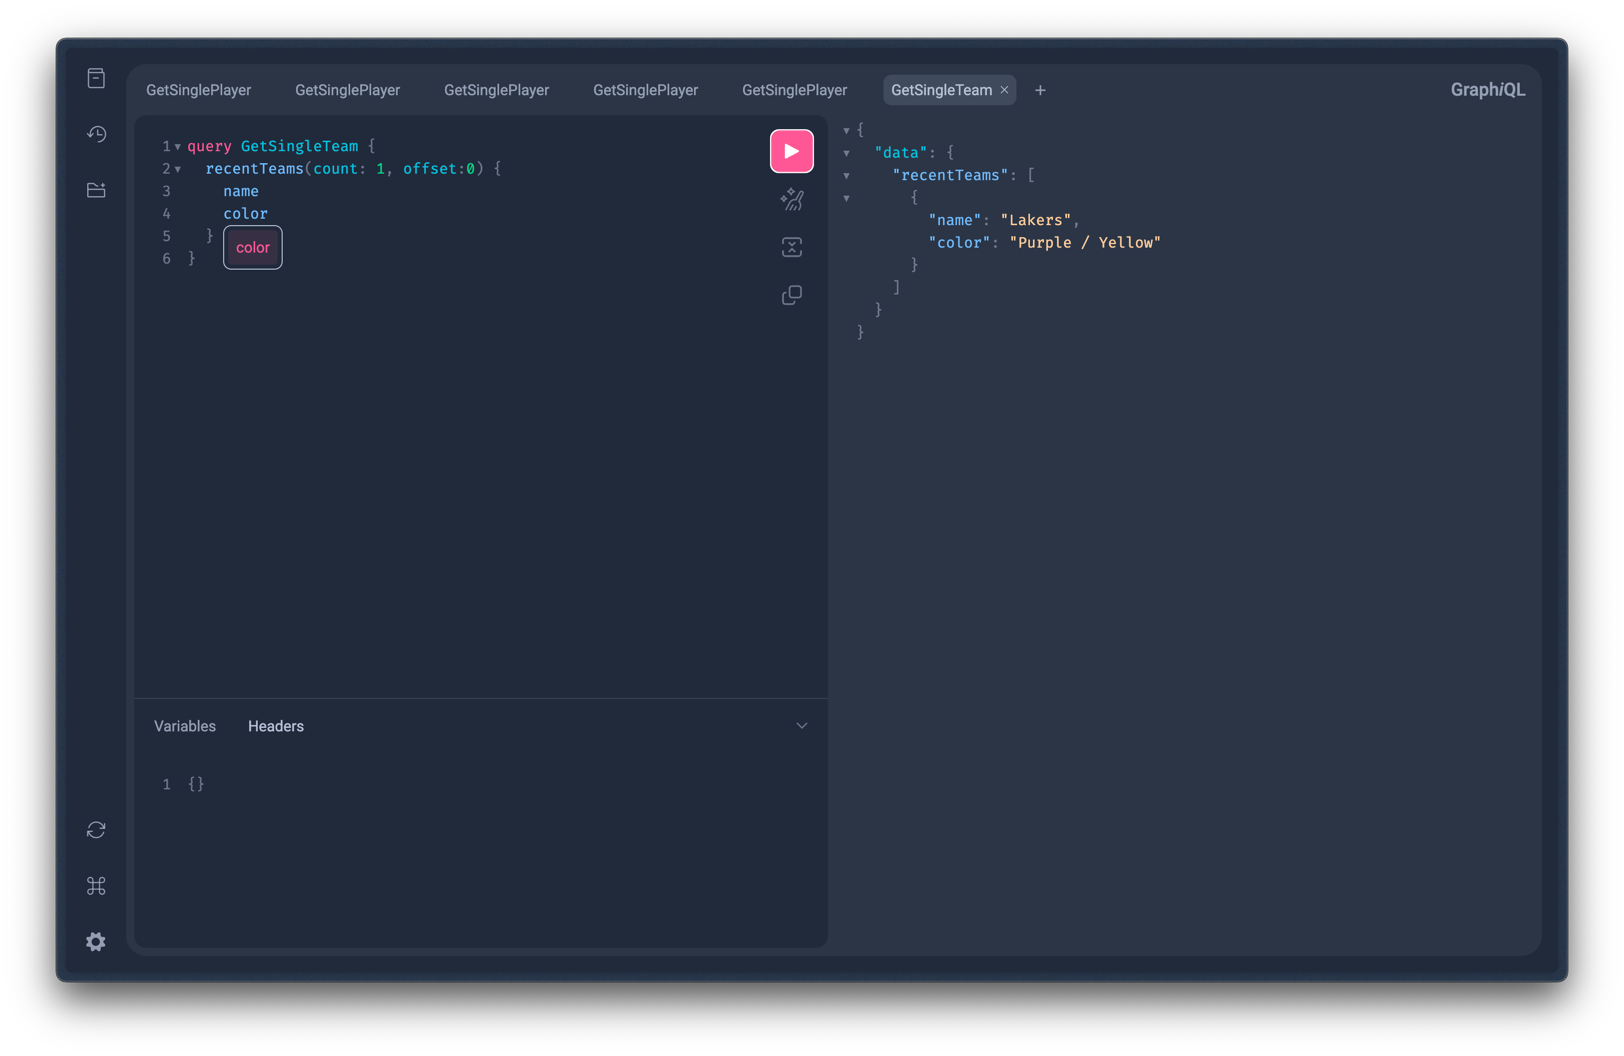 GetSinglePlayer GetSinglePlayer GetSinglePlayer GetSinglePlayer GetSinglePlayer GetSingleTeam × + GraphiQL
1 query GetSingleTeam {
2 recentTeams(count: 1, offset:0) {
3 name
4 color
5 }
color
6 }
{
"data": {
"recentTeams": [
{
"name": "Lakers",
"color": "Purple / Yellow"
}
]
}
}
Variables Headers
1 {}